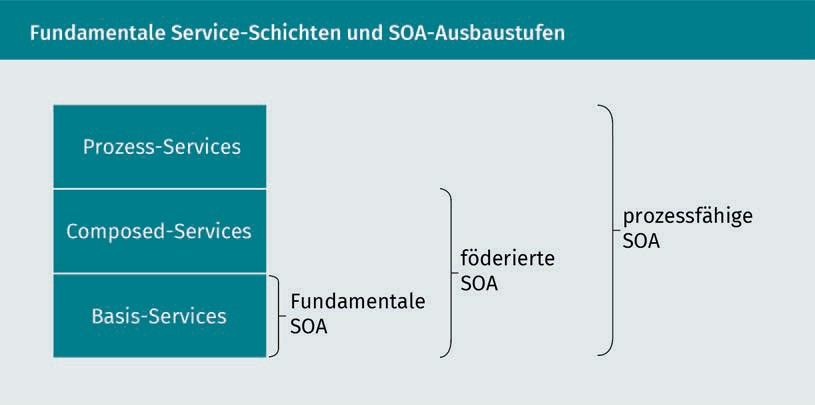 Fundamentale Service-Schichten und SOA-Ausbaustufen
Prozess-Services
Composed-Services
Basis-Services
Fundamentale
SOA
föderierte
SOA
prozessfähige
SOA